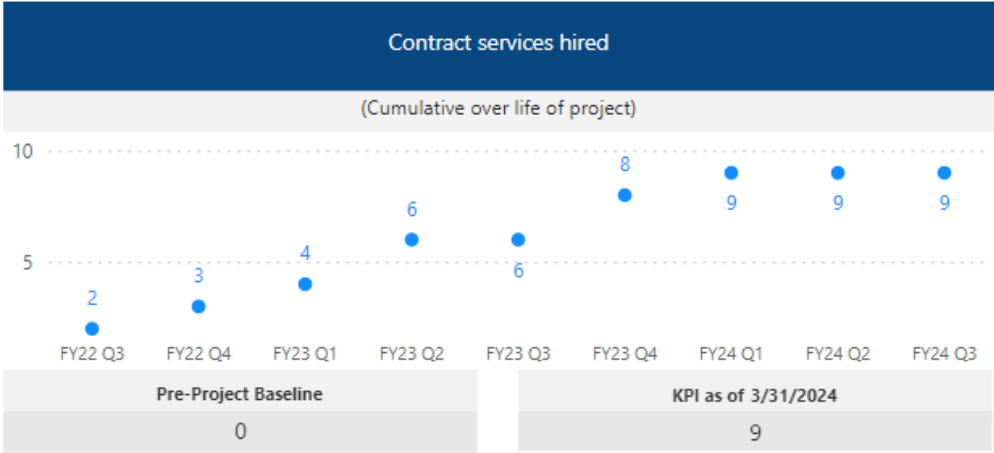 Contract services hired
(Cumulative over life of project)
10
8
6
9 9 9
4
5
6
3
2
FY22 Q3 FY22 Q4 FY23 Q1 FY23 Q2 FY23 Q3 FY23 Q4 FY24 Q1 FY24 Q2 FY24 Q3
Pre-Project Baseline KPI as of 3/31/2024
0 9